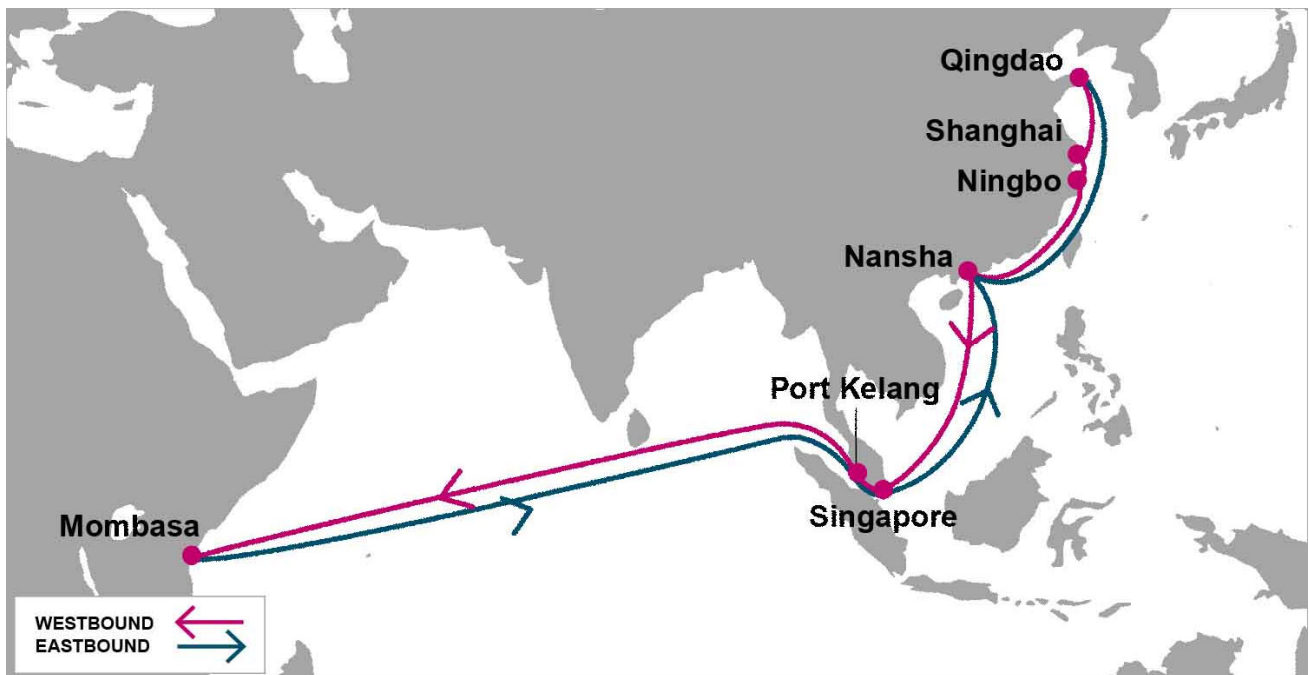 Qingdao
Shanghai
Ningbo
Nansha
Port Kelang
Singapore
Mombasa
WESTBOUND
EASTBOUND